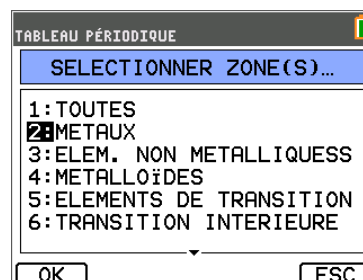 TABLEAU PÉRIODIQUE
SELECTIONNER ZONE(S)…
1:TOUTES
2:METAUX
3:ELEM. NON METALLIQUESS
4:METALLOïDES
5:ELEMENTS DE TRANSITION
6:TRANSITION INTERIEURE
OK ESC